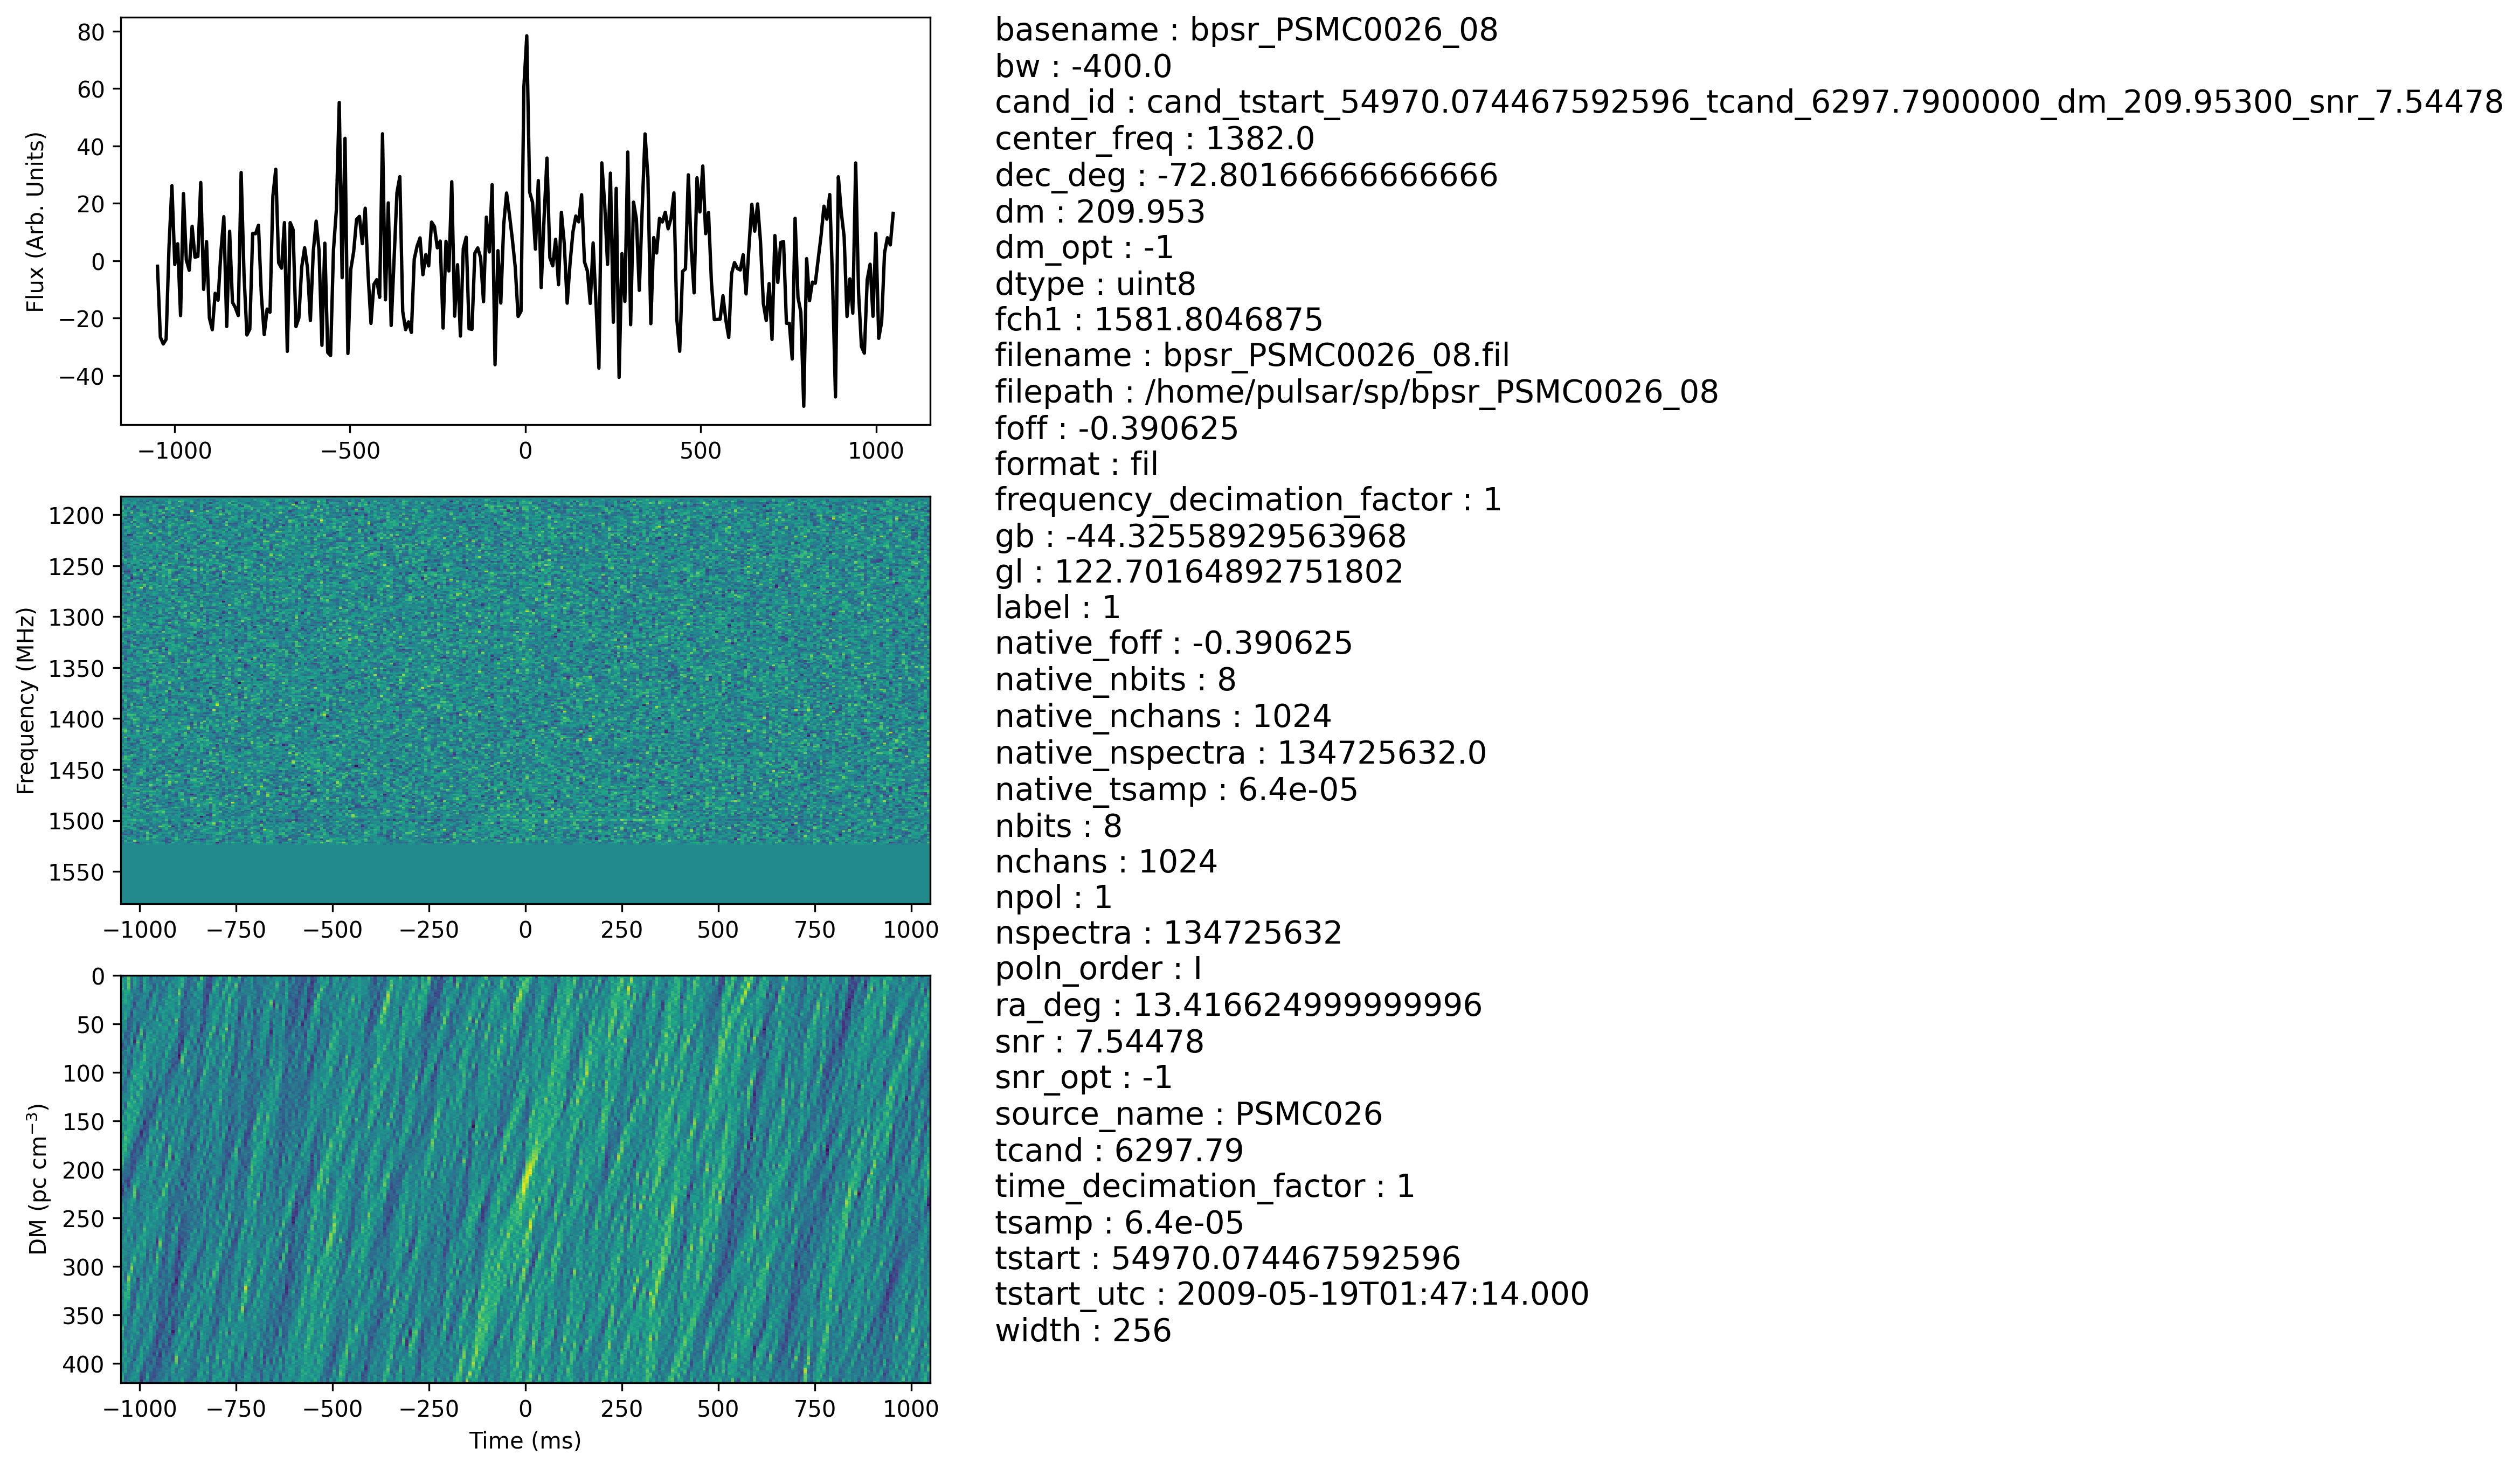 80
60
40
20
0
−20
−40
Flux (Arb. Units)
−1000 −500 0 500 1000
1200
1250
1300
1350
1400
1450
1500
1550
Frequency (MHz)
−1000 −750 −500 −250 0 250 500 750 1000
0
50
100
150
200
250
300
350
400
DM (pc cm⁻³)
−1000 −750 −500 −250 0 250 500 750 1000
Time (ms)
basename : bpsr_PSMC0026_08
bw : -400.0
cand_id : cand_tstart_54970.074467592596_tcand_6297.7900000_dm_209.95300_snr_7.54478
center_freq : 1382.0
dec_deg : -72.80166666666666
dm : 209.953
dm_opt : -1
dtype : uint8
fch1 : 1581.8046875
filename : bpsr_PSMC0026_08.fil
filepath : /home/pulsar/sp/bpsr_PSMC0026_08
foff : -0.390625
format : fil
frequency_decimation_factor : 1
gb : -44.32558929563968
gl : 122.70164892751802
label : 1
native_foff : -0.390625
native_nbits : 8
native_nchans : 1024
native_nspectra : 134725632.0
native_tsamp : 6.4e-05
nbits : 8
nchans : 1024
npol : 1
nspectra : 134725632
poln_order : I
ra_deg : 13.416624999999996
snr : 7.54478
snr_opt : -1
source_name : PSMC026
tcand : 6297.79
time_decimation_factor : 1
tsamp : 6.4e-05
tstart : 54970.074467592596
tstart_utc : 2009-05-19T01:47:14.000
width : 256